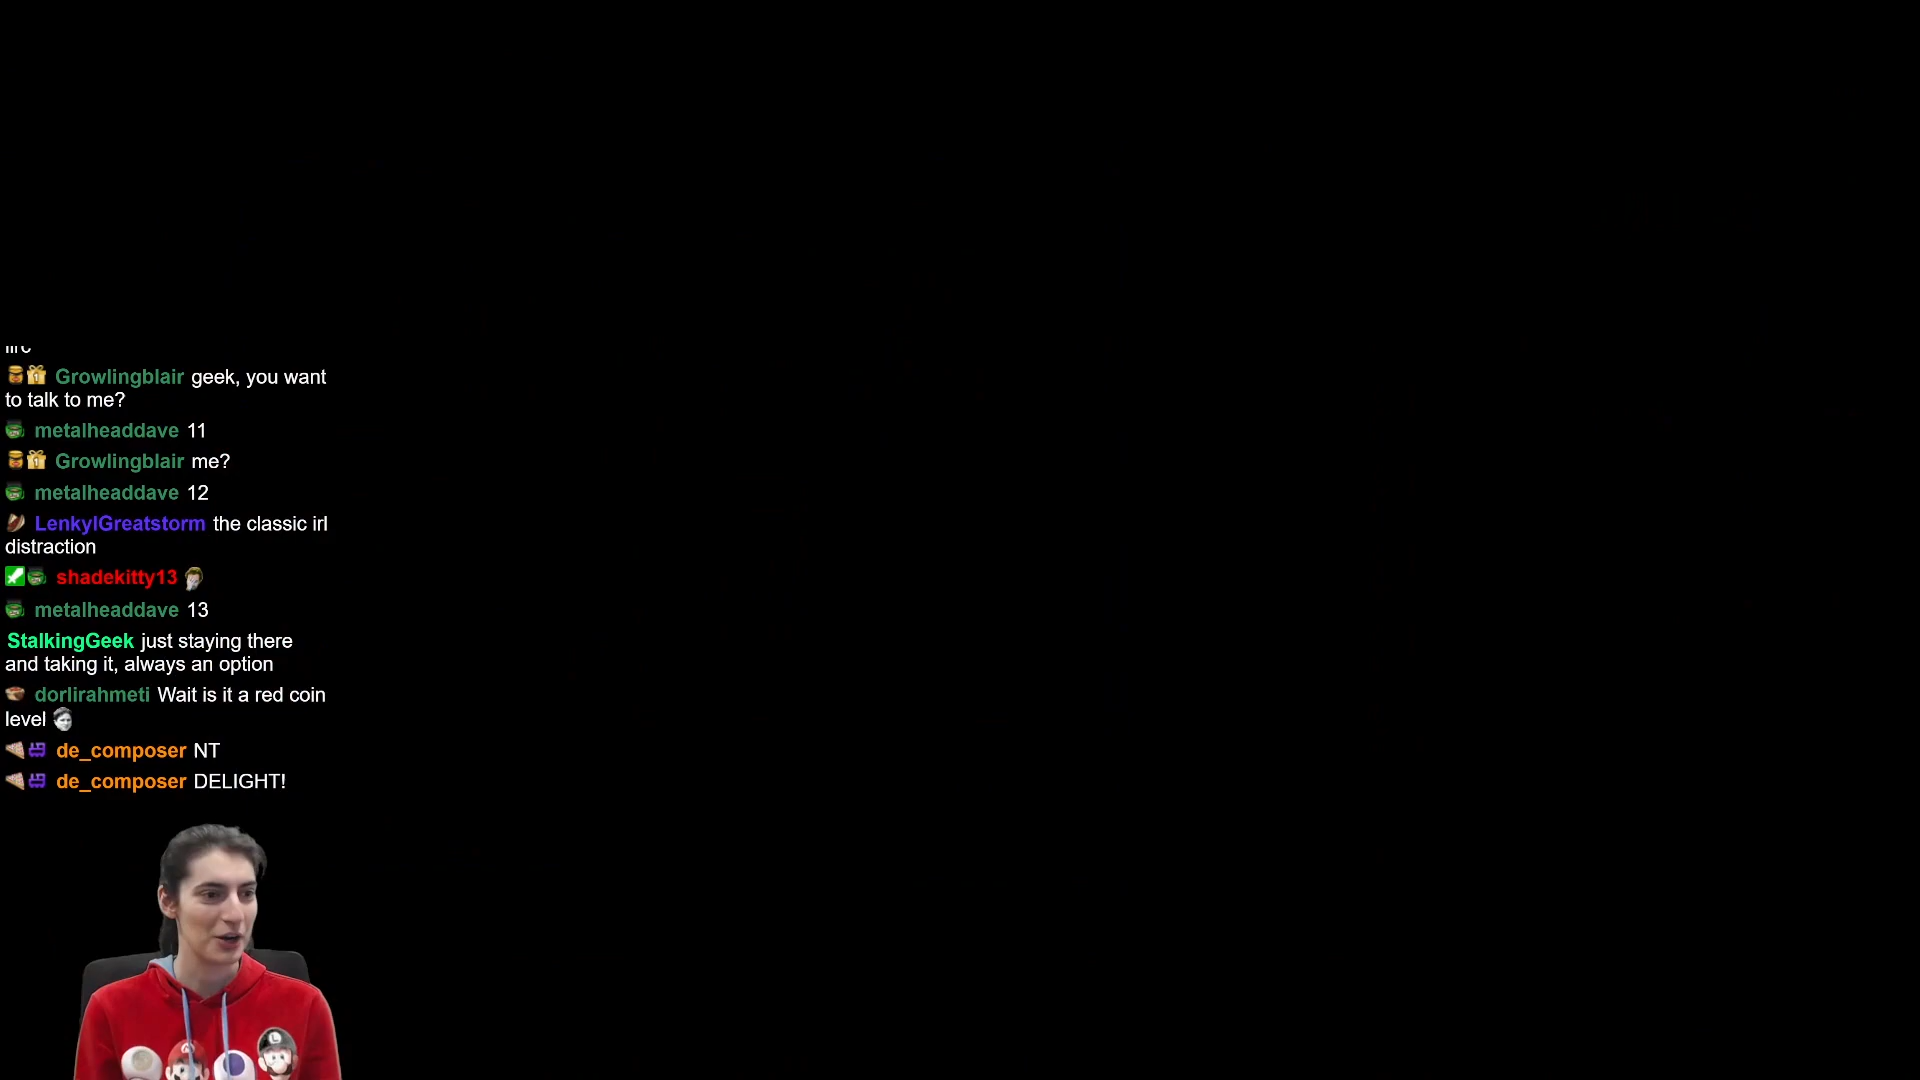 Growlingblair geek, you want
to talk to me?
metalheaddave 11
Growlingblair me?
metalheaddave 12
LenkylGreatstorm the classic irl
distraction
shadekitty13
metalheaddave 13
StalkingGeek just staying there
and taking it, always an option
dorlirahmeti Wait is it a red coin
level
de_composer NT
de_composer DELIGHT!
L